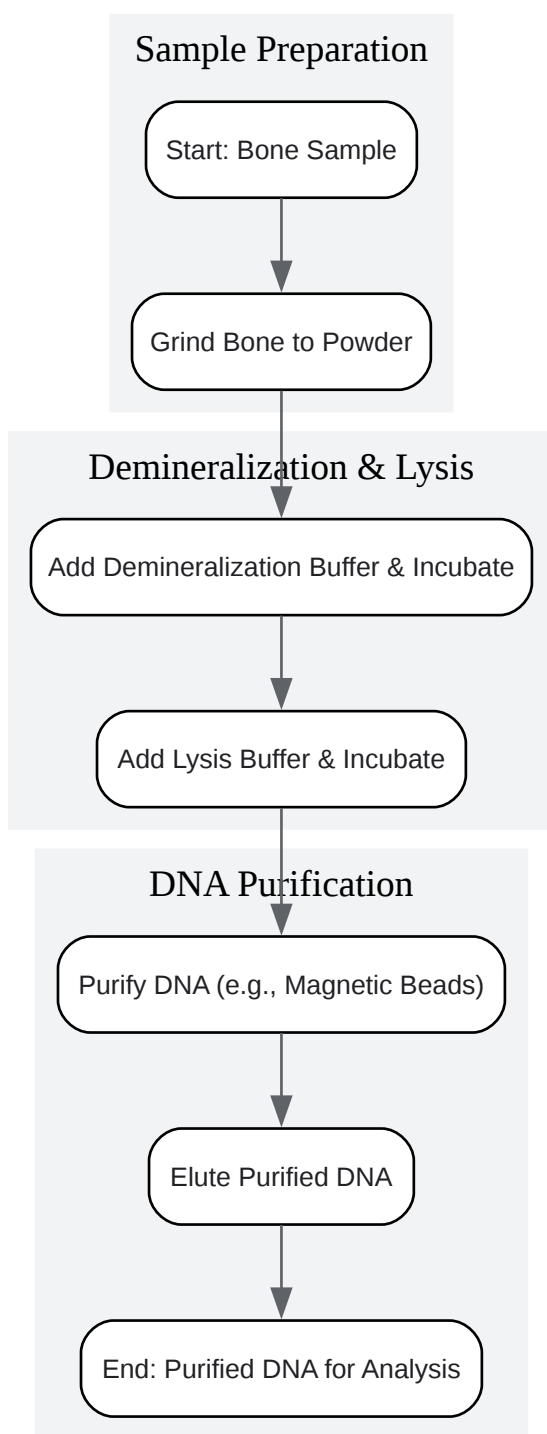 Sample Preparation
Start: Bone Sample
Grind Bone to Powder
Demineralization & Lysis
Add Demineralization Buffer & Incubate
Add Lysis Buffer & Incubate
DNA Purification
Purify DNA (e.g., Magnetic Beads)
Elute Purified DNA
End: Purified DNA for Analysis